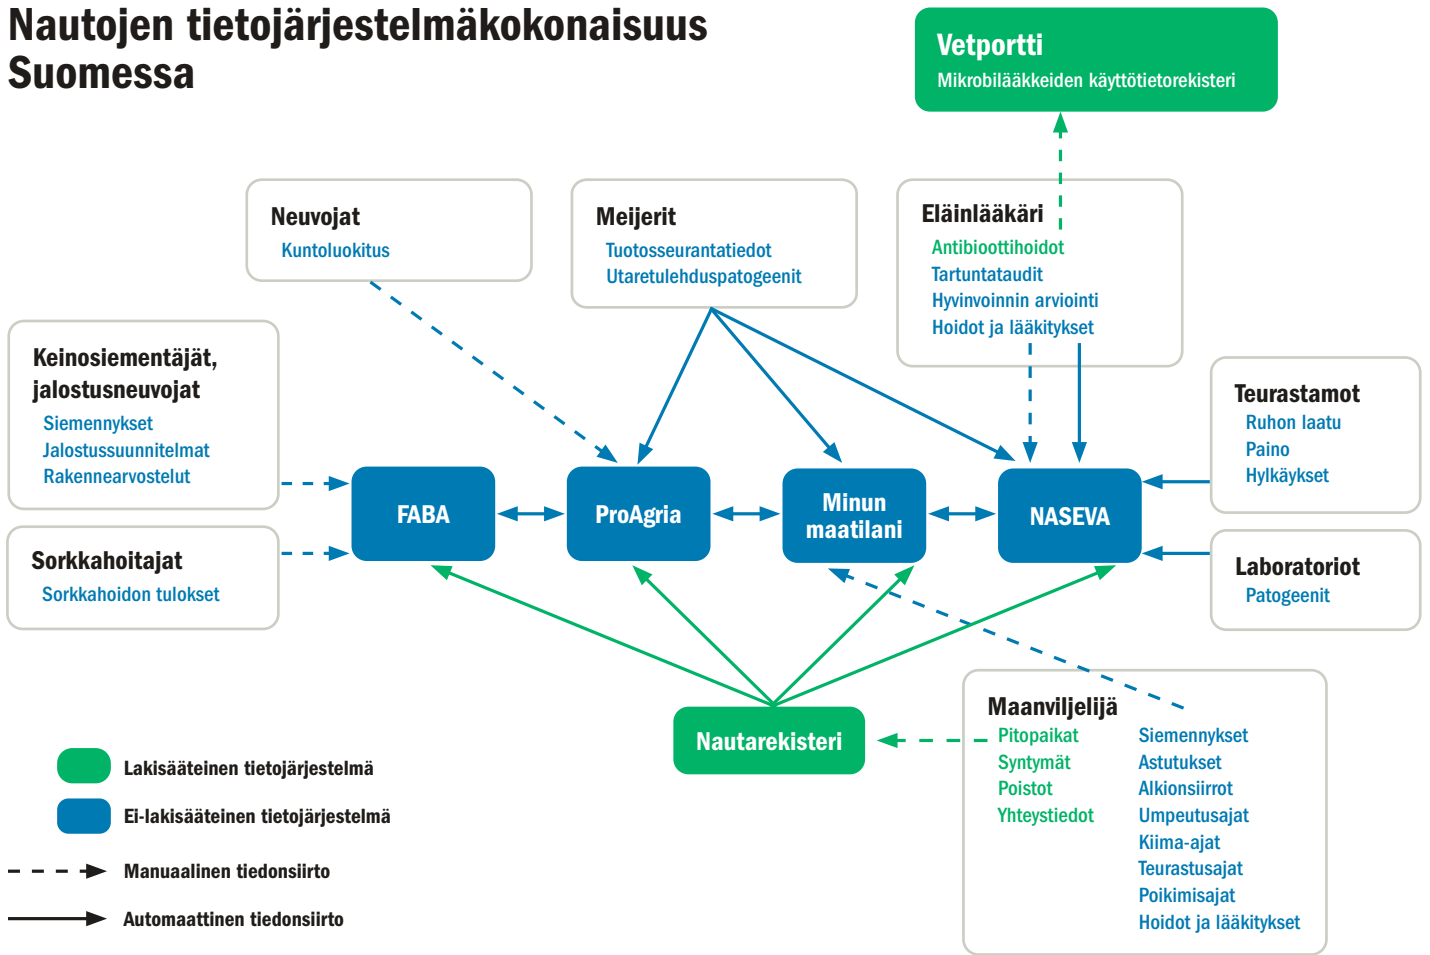 Nautojen tietojärjestelmäkokonaisuus
Suomessa
Vetportti
Mikrobilääkkeiden käyttötietorekisteri
Neuvojat
Kuntoluokitus
Meijerit
Tuotosseurantatiedot
Utaretulehduspatogeenit
Eläinlääkäri
Antibioottihoidot
Tartuntataudit
Hyvinvoinnin arviointi
Hoidot ja lääkitykset
Keinosiementäjät,
jalostusneuvojat
Siemennykset
Jalostussuunnitelmat
Rakennearvostelut
Teurastamot
Ruhon laatu
Paino
Hylkäykset
FABA
ProAgria
Minun
maatilani
NASEVA
Sorkkahoitajat
Sorkkahoidon tulokset
Laboratoriot
Patogeenit
Nautarekisteri
Maanviljelijä
Pitopaikat
Syntymät
Poistot
Yhteystiedot
Siemennykset
Astutukset
Alkionsiirrot
Umpeutusajat
Kiima-ajat
Teurastusajat
Poikimisajat
Hoidot ja lääkitykset
Lakisääteinen tietojärjestelmä
Ei-lakisääteinen tietojärjestelmä
Manuaalinen tiedonsiirto
Automaattinen tiedonsiirto